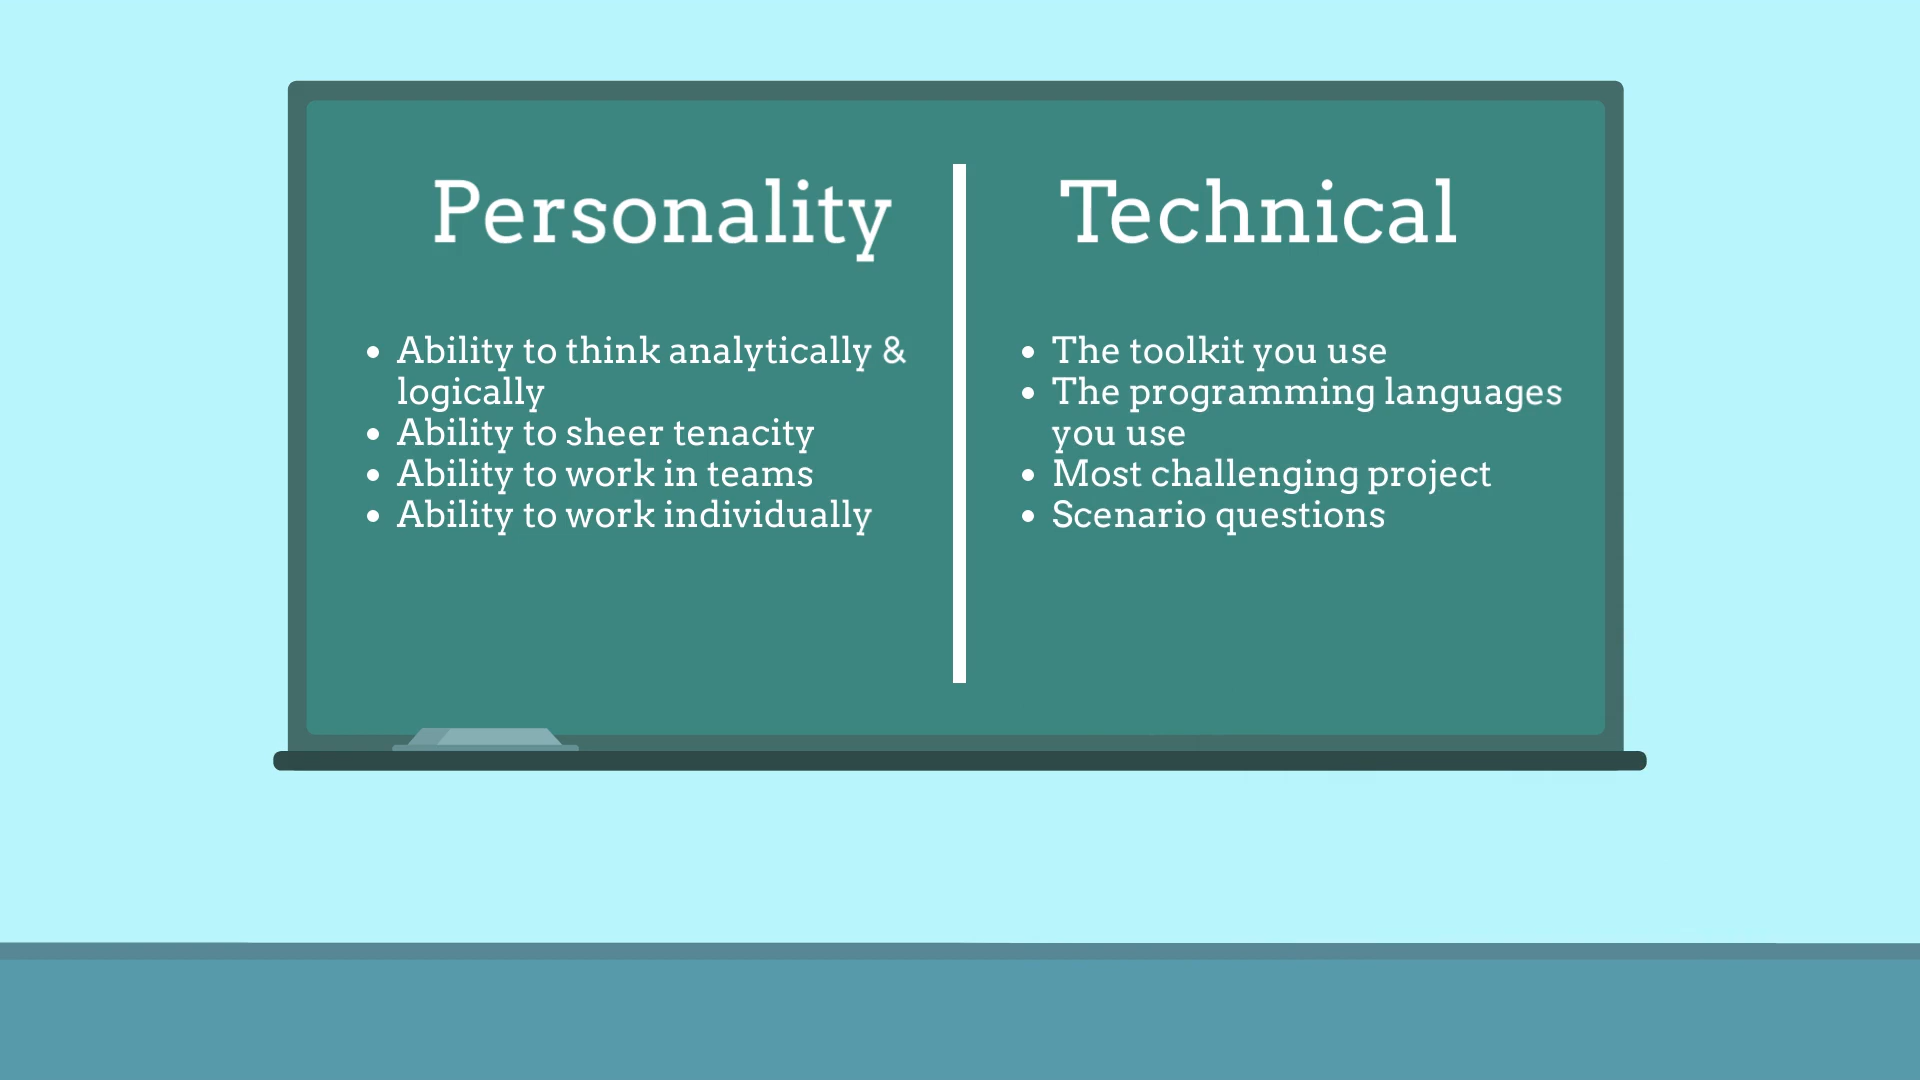 Personality
Ability to think analytically &
logically
Ability to sheer tenacity
Ability to work in teams
Ability to work individually
Technical
The toolkit you use
The programming languages
you use
Most challenging project
Scenario questions